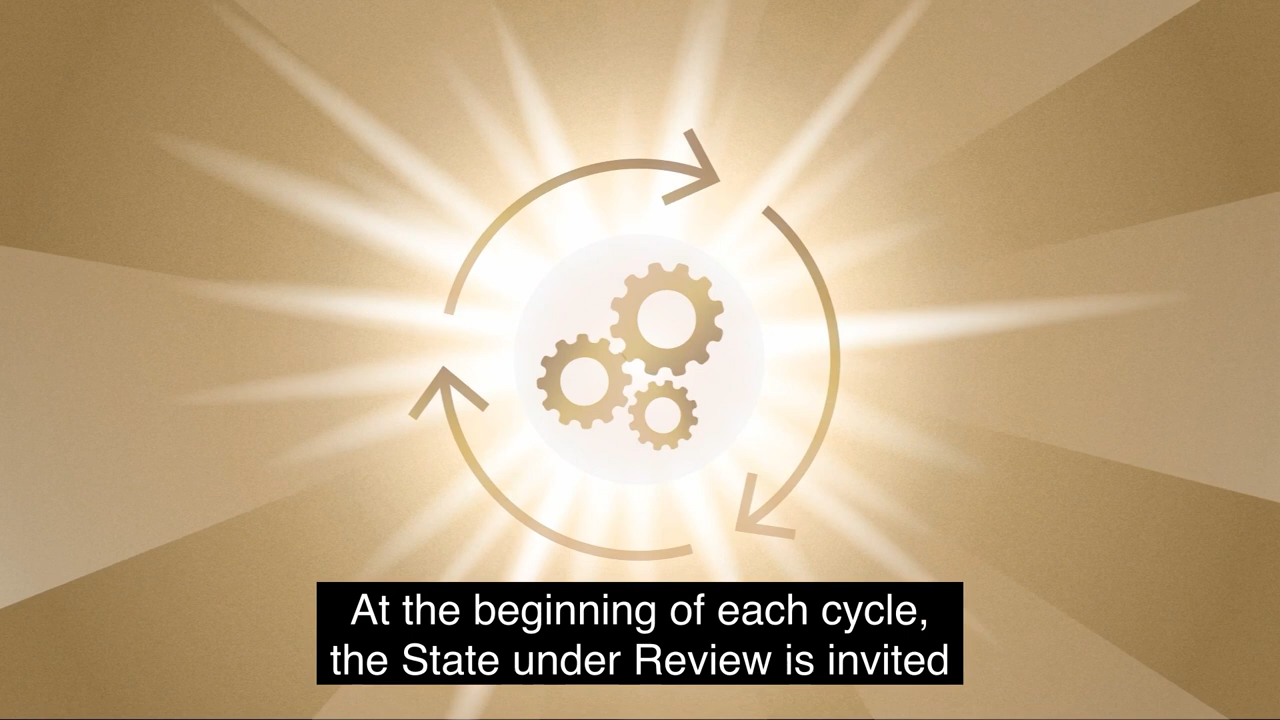 At the beginning of each cycle,
the State under Review is invited